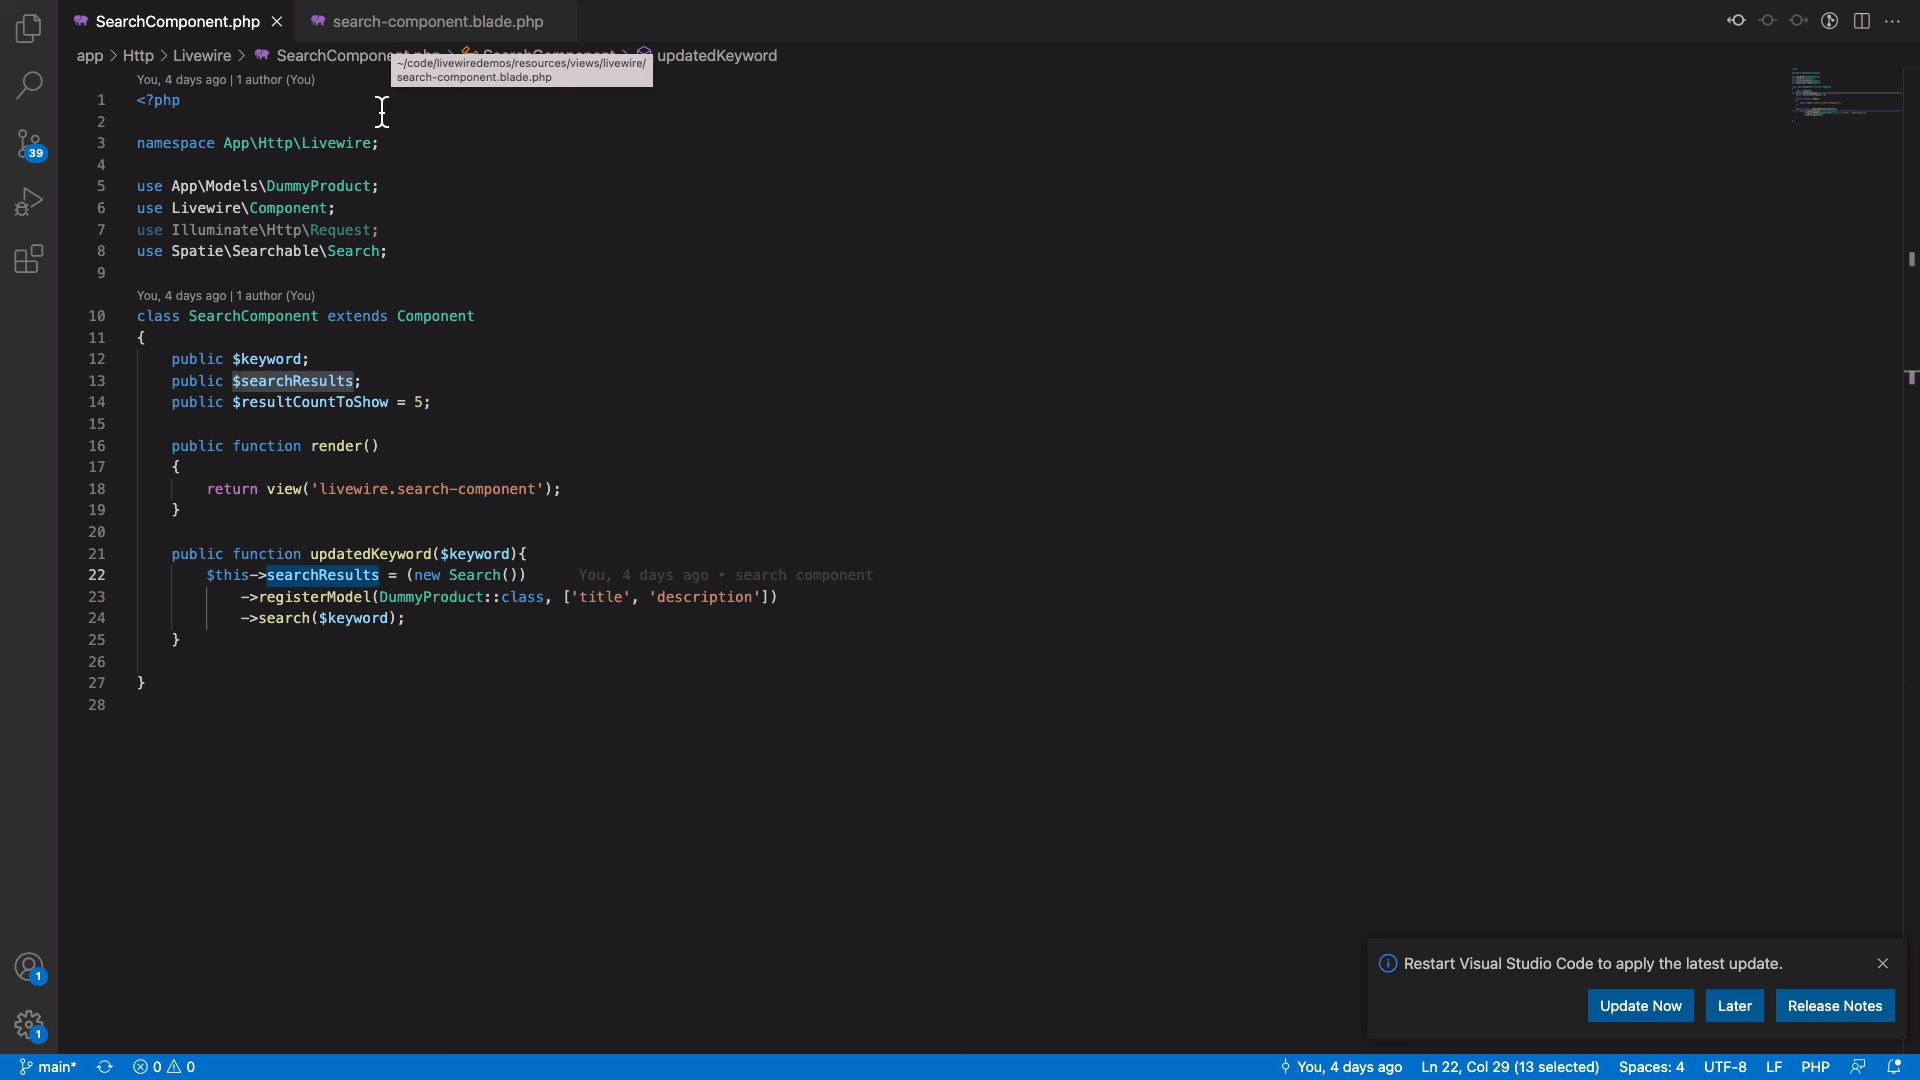 SearchComponent.php
search-component.blade.php
app > Http > Livewire > SearchCompone updatedKeyword
~/code/livewiredemos/resources/views/livewire/
search-component.blade.php
You, 4 days ago | 1 author (You)
1 <?php
2
3 namespace App\Http\Livewire;
4
5 use App\Models\DummyProduct;
6 use Livewire\Component;
7 use Illuminate\Http\Request;
8 use Spatie\Searchable\Search;
9
You, 4 days ago | 1 author (You)
10 class SearchComponent extends Component
11 {
12 public $keyword;
13 public $searchResults;
14 public $resultCountToShow = 5;
15
16 public function render()
17 {
18 return view('livewire.search-component');
19 }
20
21 public function updatedKeyword($keyword){
22 $this->searchResults = (new Search()) You, 4 days ago • search component
23 ->registerModel(DummyProduct::class, ['title', 'description'])
24 ->search($keyword);
25 }
26
27 }
28
39
1
1
Restart Visual Studio Code to apply the latest update.
Update Now
Later
Release Notes
main* 0 0 You, 4 days ago Ln 22, Col 29 (13 selected) Spaces: 4 UTF-8 LF PHP